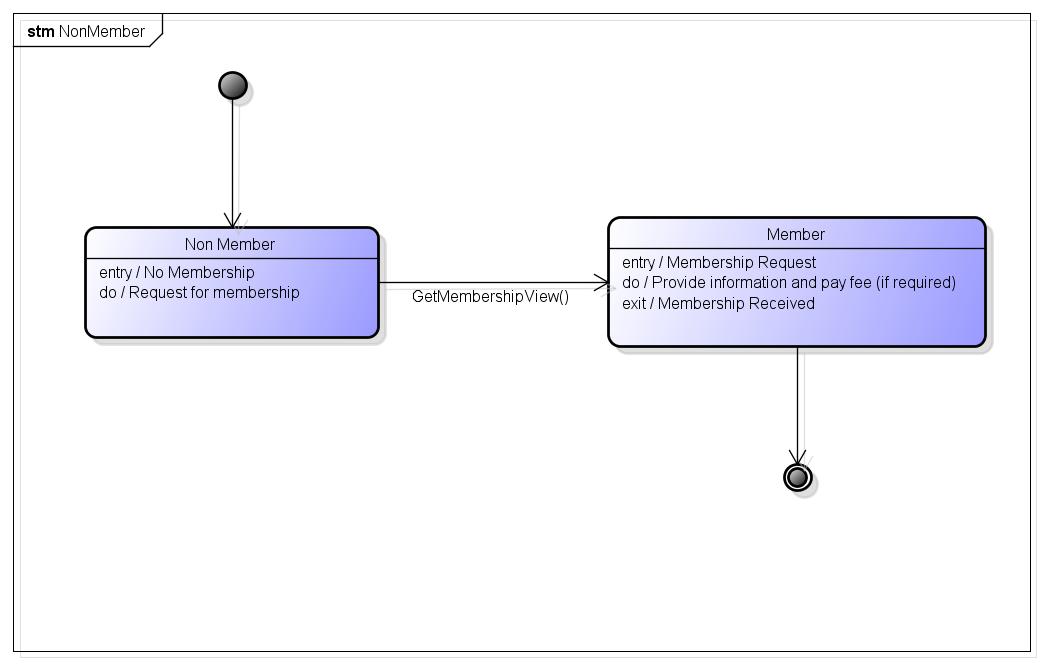 stm NonMember
Non Member
entry / No Membership
do / Request for membership
GetMembershipView()
Member
entry / Membership Request
do / Provide information and pay fee (if required)
exit / Membership Received